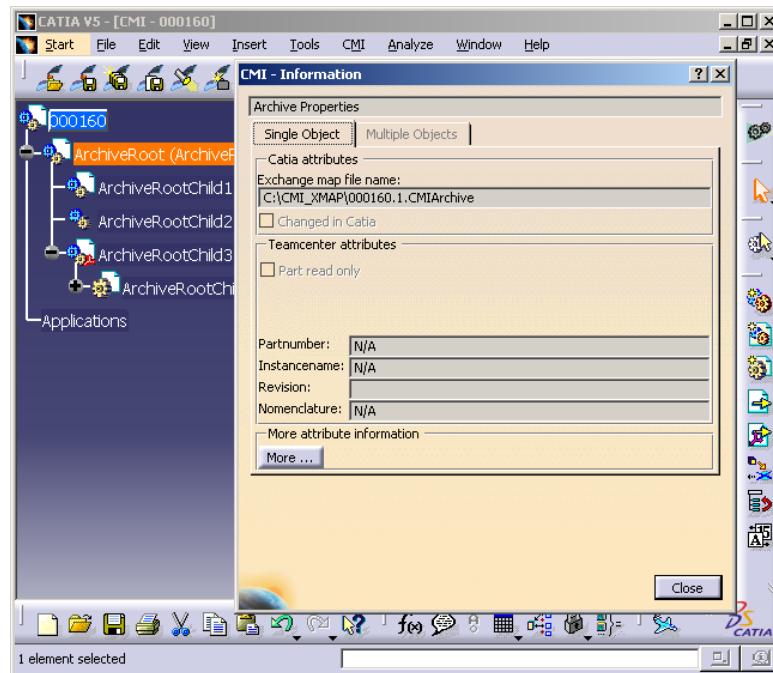 CATIA V5 - [CMI - 000160]
Start File Edit View Insert Tools CMI Analyze Window Help
CMI - Information
Archive Properties
Single Object Multiple Objects
Catia attributes
Exchange map file name:
C:\CMI_XMAP\000160.1.CMIArchive
Changed in Catia
Teamcenter attributes
Part read only
Partnumber: N/A
Instancename: N/A
Revision:
Nomenclature: N/A
More attribute information
More ...
Close
000160
ArchiveRoot (ArchiveR
ArchiveRootChild1
ArchiveRootChild2
ArchiveRootChild3
ArchiveRootChi
Applications
f(x)
CATIA
1 element selected